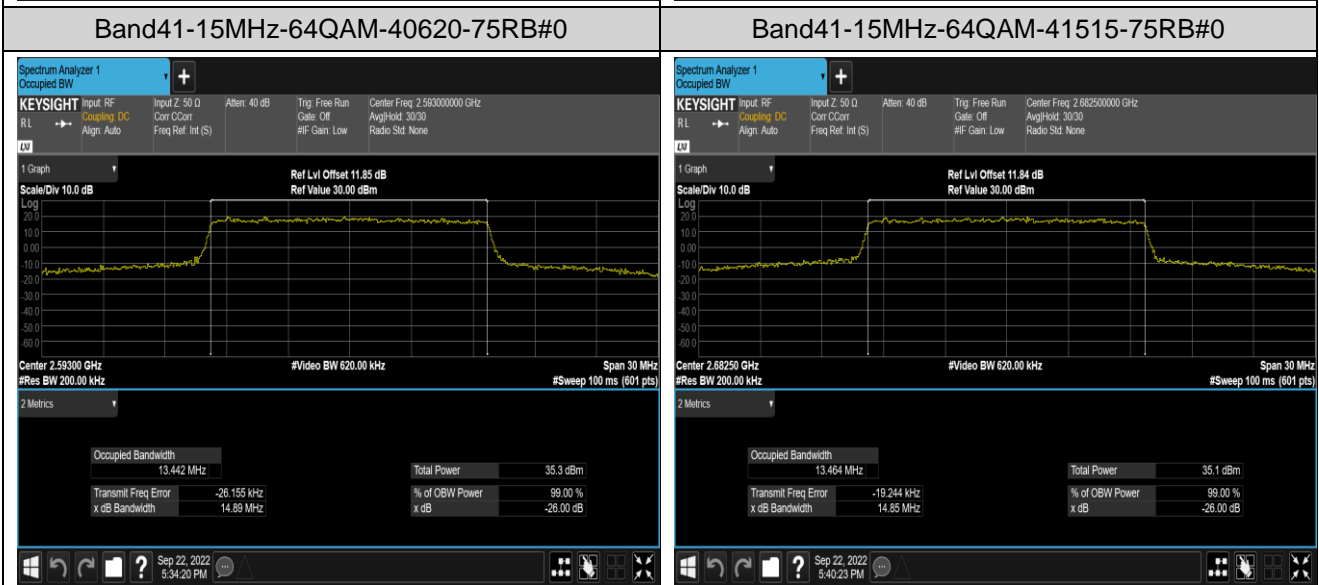 Band41-15MHz-64QAM-40620-75RB#0
Spectrum Analyzer 1
Occupied BW
+
KEYSIGHT Input: RF Input Z: 50 Ω Atten: 40 dB Trig: Free Run Center Freq: 2.593000000 GHz
RL Coupling: DC Corr CCorr Gate: Off Avg|Hold: 30/30
Align: Auto Freq Ref: Int (S) #IF Gain: Low Radio Std: None
LXI
1 Graph
Ref Lvl Offset 11.85 dB
Scale/Div 10.0 dB Ref Value 30.00 dBm
Log
20.0
10.0
0.00
-10.0
-20.0
-30.0
-40.0
-50.0
-60.0
Center 2.59300 GHz #Video BW 620.00 kHz Span 30 MHz
#Res BW 200.00 kHz #Sweep 100 ms (601 pts)
2 Metrics
Occupied Bandwidth
13.442 MHz Total Power 35.3 dBm
Transmit Freq Error -26.155 kHz % of OBW Power 99.00 %
x dB Bandwidth 14.89 MHz x dB -26.00 dB
? Sep 22, 2022
5:34:20 PM
Band41-15MHz-64QAM-41515-75RB#0
Spectrum Analyzer 1
Occupied BW
+
KEYSIGHT Input: RF Input Z: 50 Ω Atten: 40 dB Trig: Free Run Center Freq: 2.682500000 GHz
RL Coupling: DC Corr CCorr Gate: Off Avg|Hold: 30/30
Align: Auto Freq Ref: Int (S) #IF Gain: Low Radio Std: None
LXI
1 Graph
Ref Lvl Offset 11.84 dB
Scale/Div 10.0 dB Ref Value 30.00 dBm
Log
20.0
10.0
0.00
-10.0
-20.0
-30.0
-40.0
-50.0
-60.0
Center 2.68250 GHz #Video BW 620.00 kHz Span 30 MHz
#Res BW 200.00 kHz #Sweep 100 ms (601 pts)
2 Metrics
Occupied Bandwidth
13.464 MHz Total Power 35.1 dBm
Transmit Freq Error -19.244 kHz % of OBW Power 99.00 %
x dB Bandwidth 14.85 MHz x dB -26.00 dB
? Sep 22, 2022
5:40:23 PM